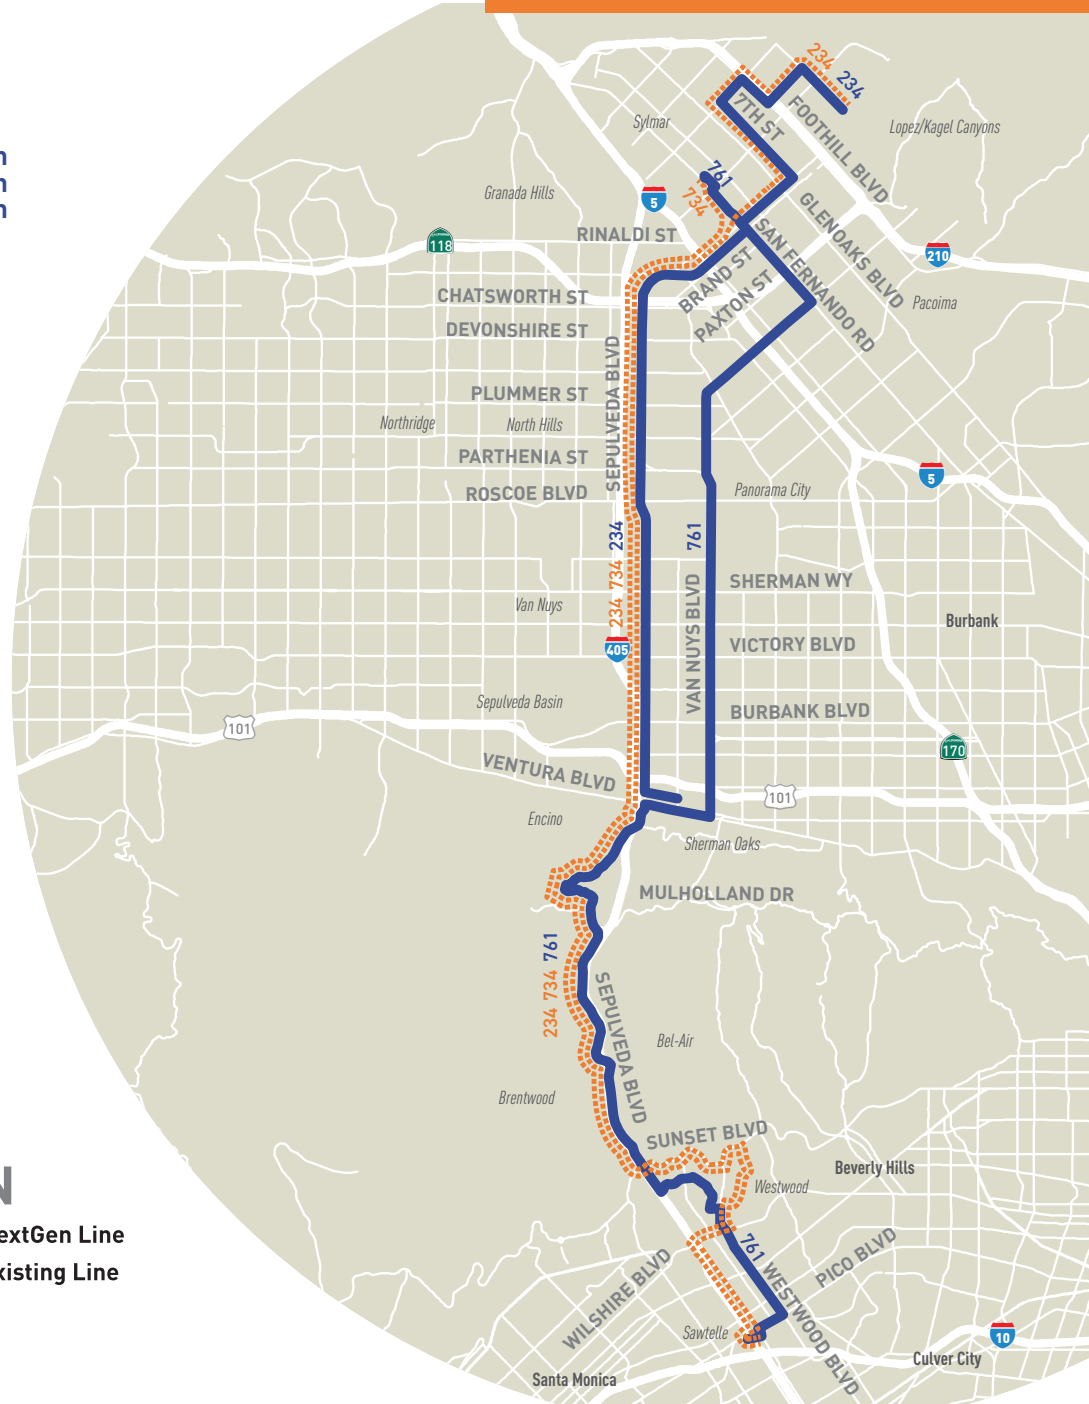 234
234
7TH ST
FOOTHILL BLVD
Sylmar
Lopez/Kagel Canyons
761
734
Granada Hills
5
GLENOAKS BLVD
RINALDI ST
118
SAN FERNANDO RD
210
BRAND ST
PAXTON ST
CHATSWORTH ST
Pacoima
DEVONSHIRE ST
SEPULVEDA BLVD
PLUMMER ST
Northridge
North Hills
PARTHENIA ST
5
ROSCOE BLVD
Panorama City
234 734 234
761
SHERMAN WY
Van Nuys
VAN NUYS BLVD
Burbank
405
VICTORY BLVD
Sepulveda Basin
BURBANK BLVD
101
170
VENTURA BLVD
101
Encino
Sherman Oaks
MULHOLLAND DR
234 734 761
SEPULVEDA BLVD
Bel-Air
Brentwood
SUNSET BLVD
Beverly Hills
Westwood
N
extGen Line
xisting Line
761
WESTWOOD BLVD
PICO BLVD
WILSHIRE BLVD
Sawtelle
10
Culver City
Santa Monica